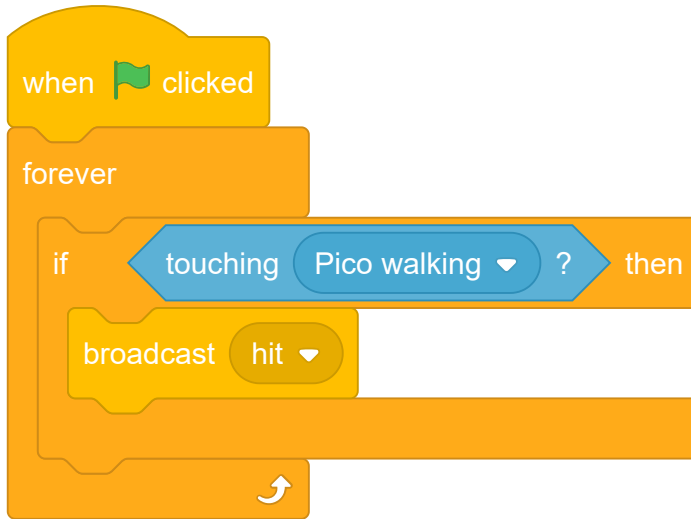 when clicked
forever
if touching Pico walking ? then
broadcast hit